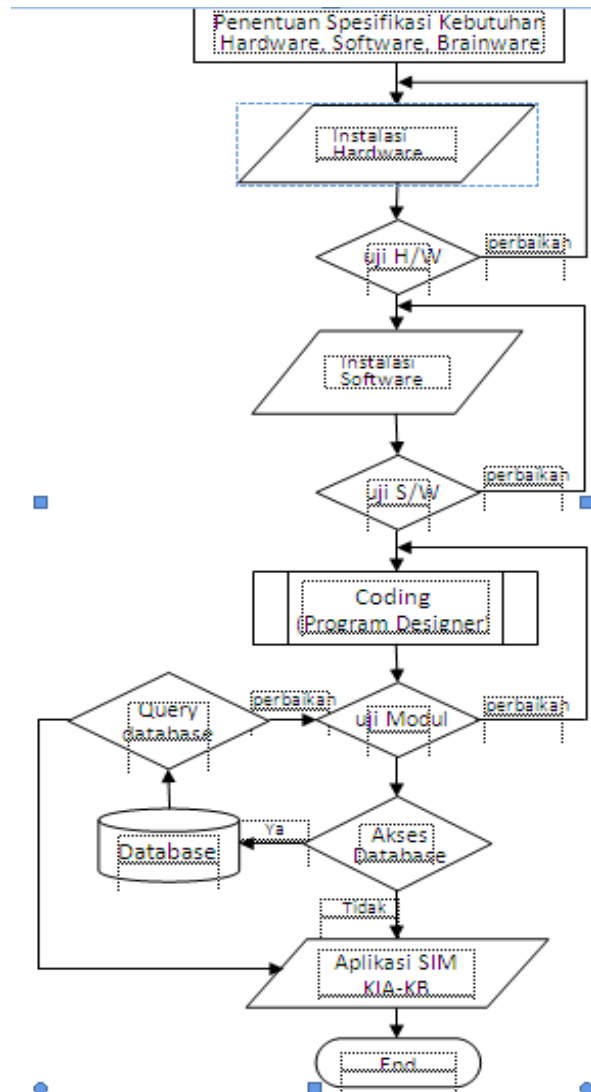 Penentuan Spesifikasi Kebutuhan
Hardware, Software, Brainware
Instalasi
Hardware
uji H/W
perbaikan
Instalasi
Software
uji S/W
perbaikan
Coding
(Program Designer)
Query
database
perbaikan
uji Modul
perbaikan
Database
Ya
Akses
Database
Tidak
Aplikasi SIM
KIA-KB
End